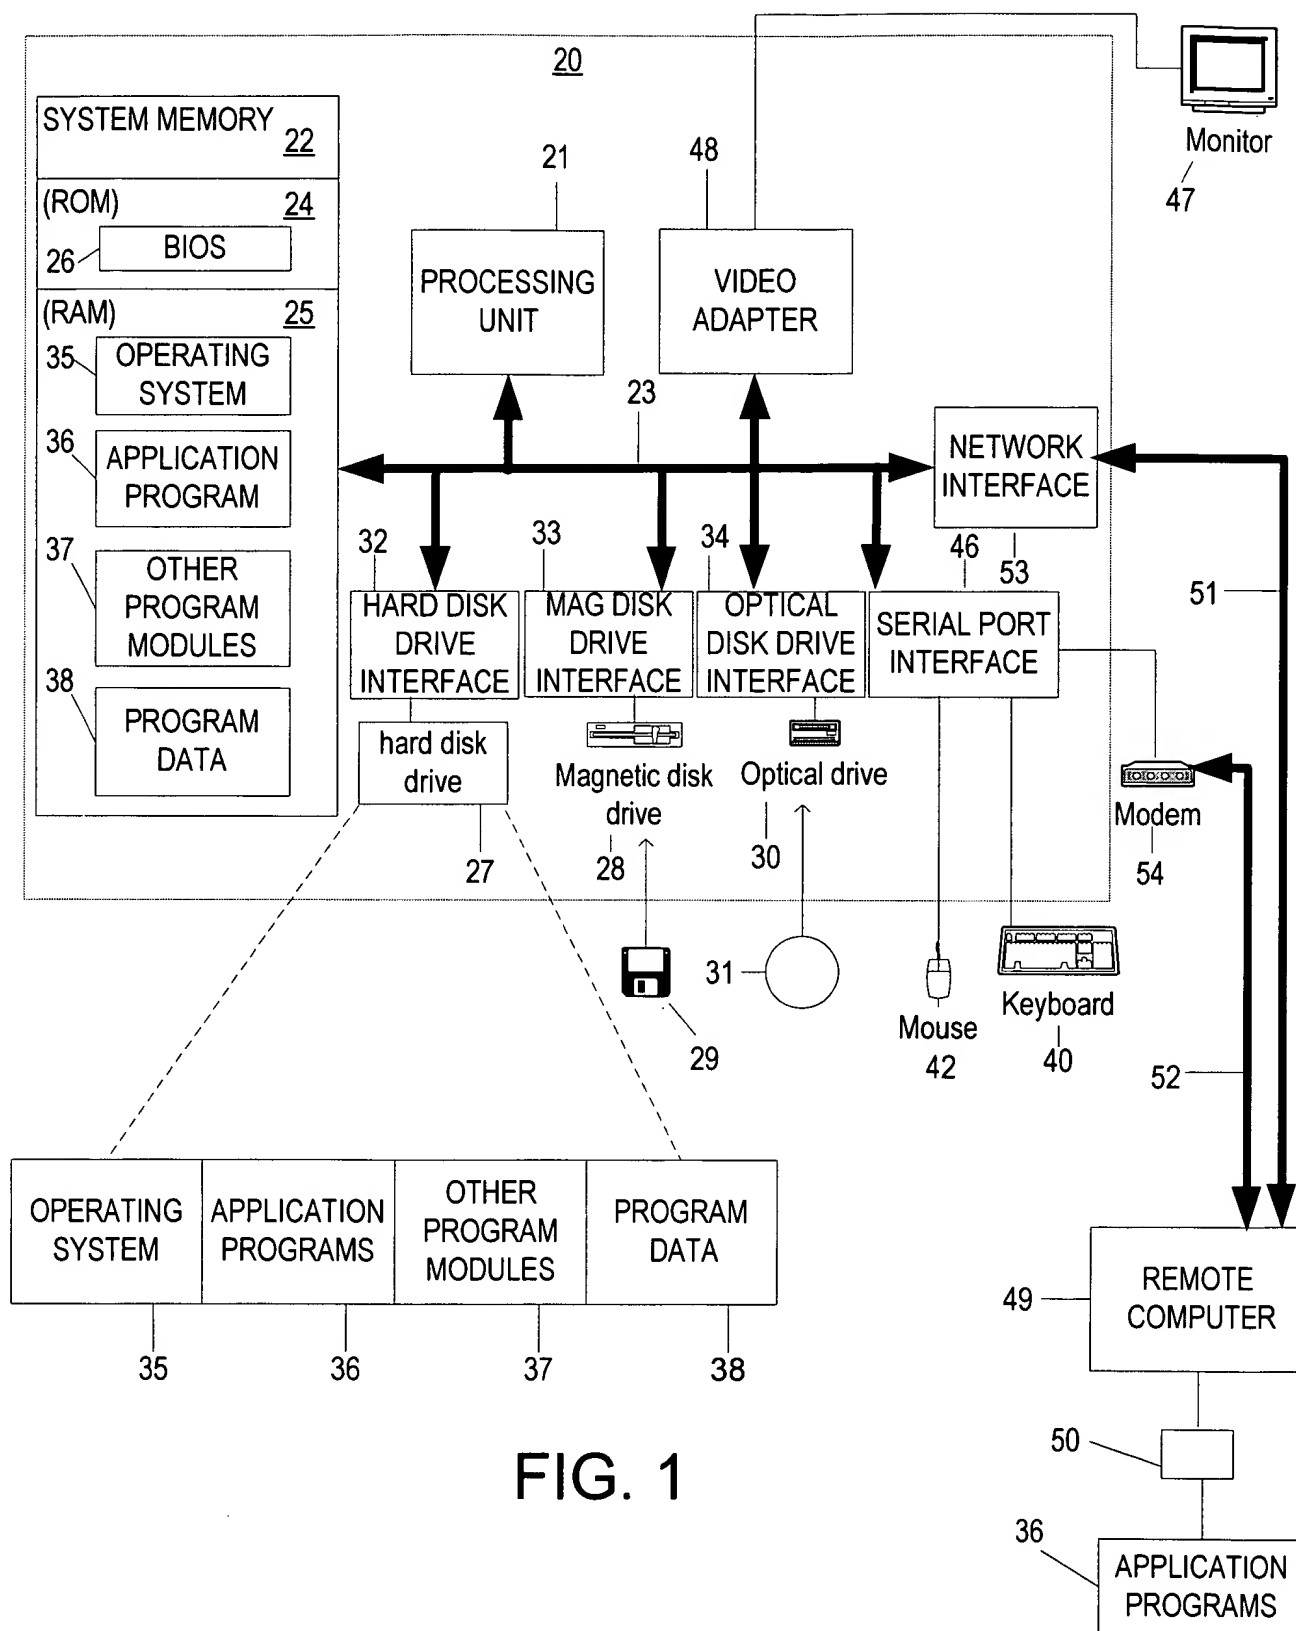 20
SYSTEM MEMORY
22
(ROM)
24
26
BIOS
(RAM)
25
35
OPERATING
SYSTEM
36
APPLICATION
PROGRAM
37
OTHER
PROGRAM
MODULES
38
PROGRAM
DATA
21
PROCESSING
UNIT
48
VIDEO
ADAPTER
Monitor
47
23
NETWORK
INTERFACE
53
51
32
HARD DISK
DRIVE
INTERFACE
33
MAG DISK
DRIVE
INTERFACE
34
OPTICAL
DISK DRIVE
INTERFACE
46
SERIAL PORT
INTERFACE
hard disk
drive
27
Magnetic disk
drive
28
Optical drive
30
Modem
54
29
31
Mouse
42
Keyboard
40
52
OPERATING
SYSTEM
35
APPLICATION
PROGRAMS
36
OTHER
PROGRAM
MODULES
37
PROGRAM
DATA
38
49
REMOTE
COMPUTER
50
36
APPLICATION
PROGRAMS
FIG. 1